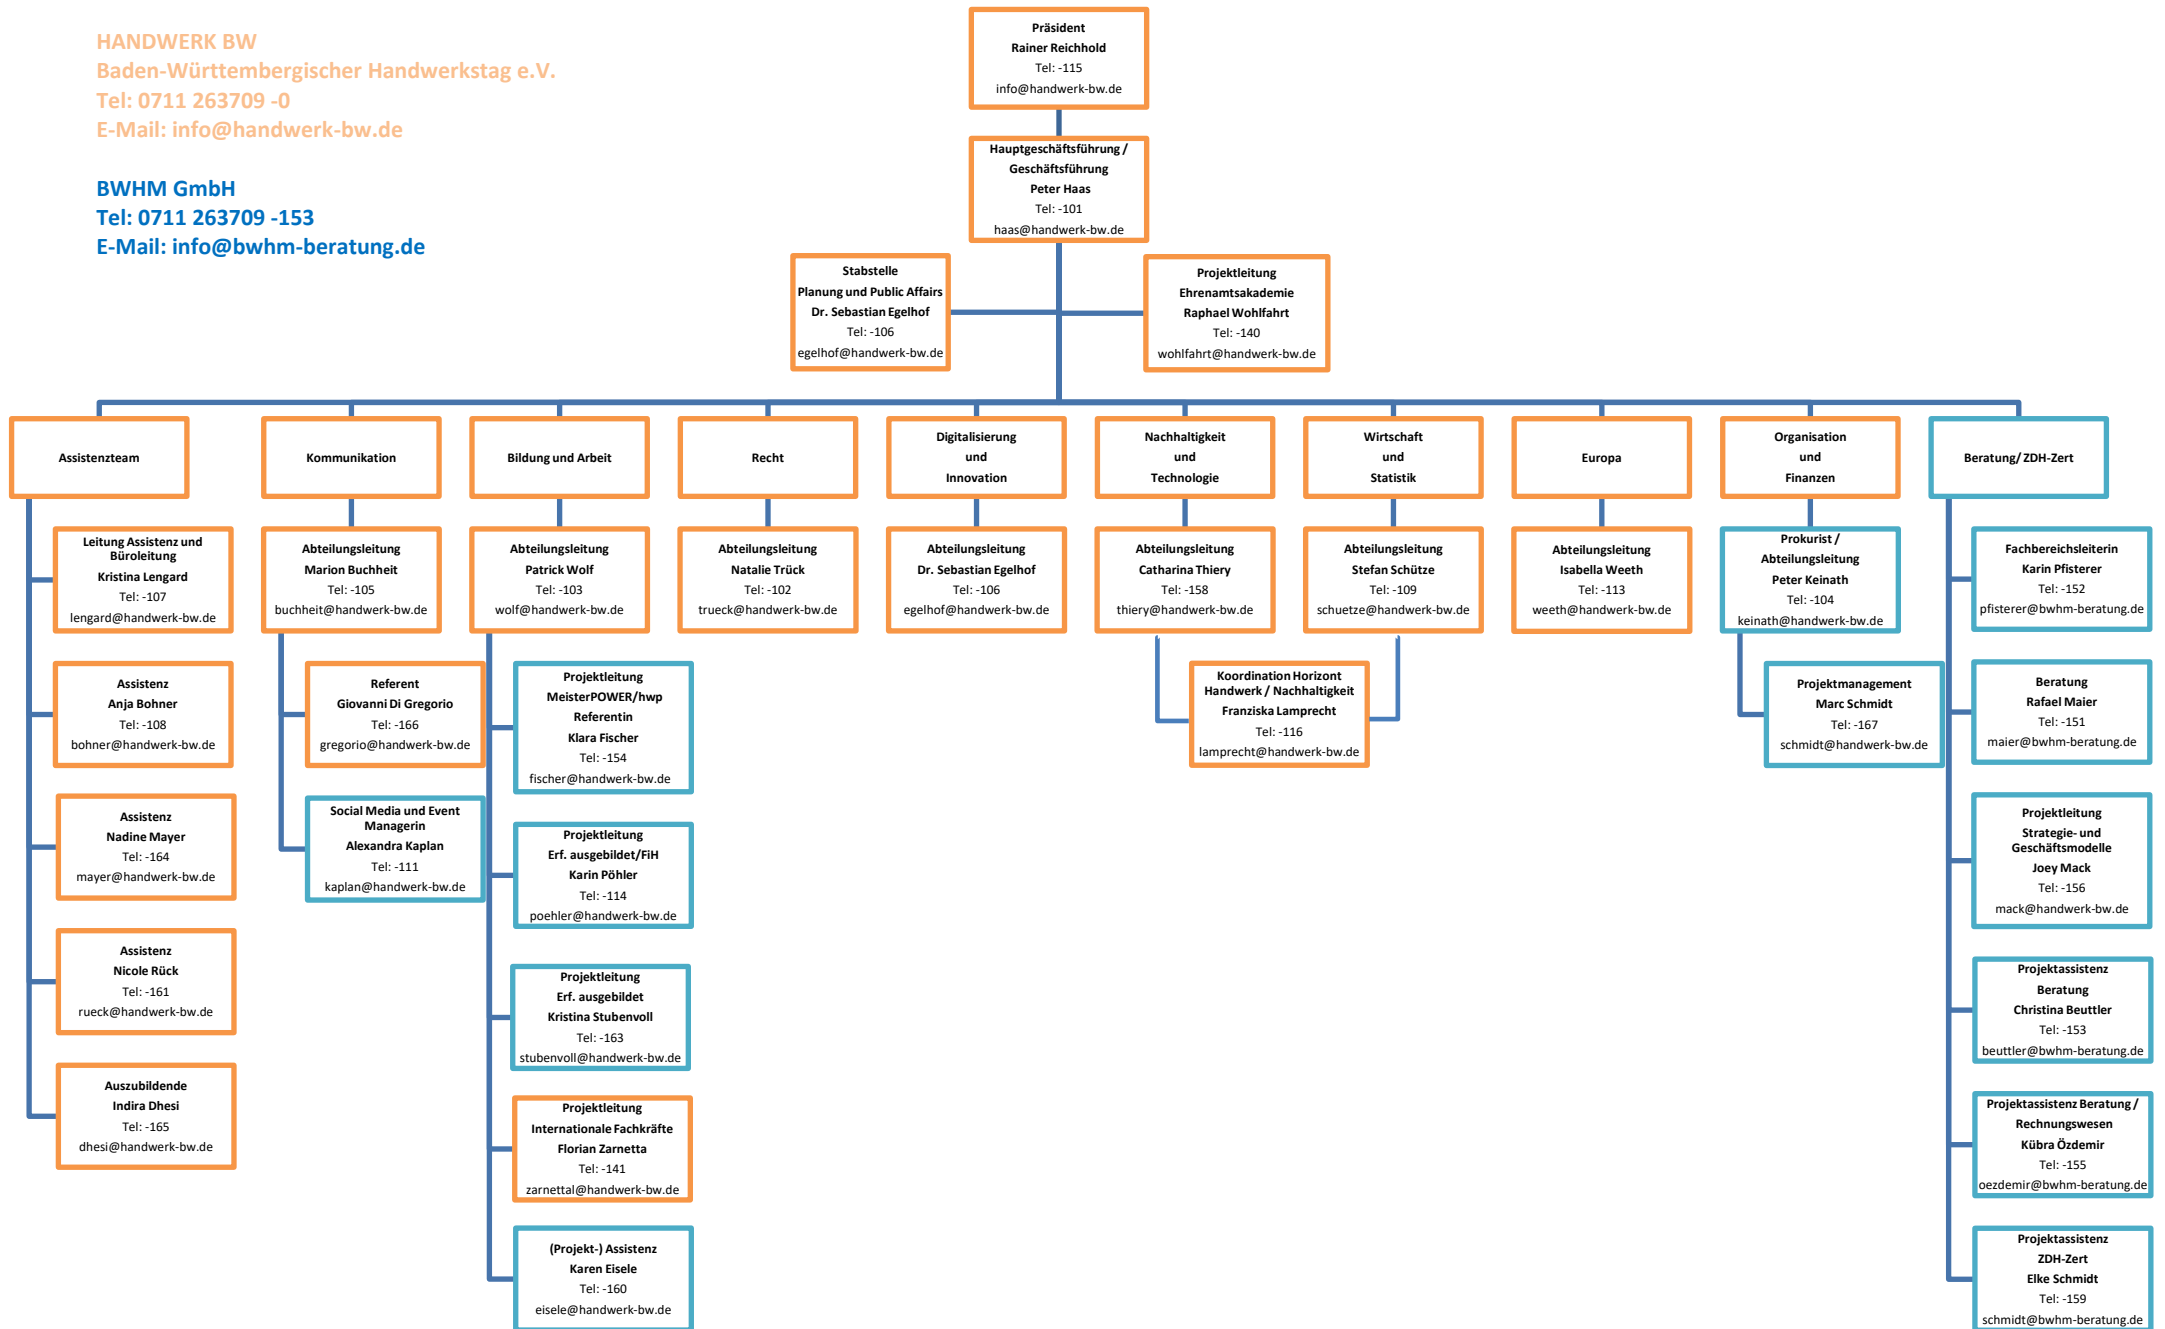 HANDWERK BW
Baden-Württembergischer Handwerkstag e.V.
Tel: 0711 263709 -0
E-Mail: info@handwerk-bw.de
BWHM GmbH
Tel: 0711 263709 -153
E-Mail: info@bwhm-beratung.de
Präsident
Rainer Reichhold
Tel: -115
info@handwerk-bw.de
Hauptgeschäftsführung /
Geschäftsführung
Peter Haas
Tel: -101
haas@handwerk-bw.de
Stabstelle
Planung und Public Affairs
Dr. Sebastian Egelhof
Tel: -106
egelhof@handwerk-bw.de
Projektleitung
Ehrenamtsakademie
Raphael Wohlfahrt
Tel: -140
wohlfahrt@handwerk-bw.de
Assistenzteam
Leitung Assistenz und
Büroleitung
Kristina Lengard
Tel: -107
lengard@handwerk-bw.de
Assistenz
Anja Bohner
Tel: -108
bohner@handwerk-bw.de
Assistenz
Nadine Mayer
Tel: -164
mayer@handwerk-bw.de
Assistenz
Nicole Rück
Tel: -161
rueck@handwerk-bw.de
Auszubildende
Indira Dhesi
Tel: -165
dhesi@handwerk-bw.de
Kommunikation
Abteilungsleitung
Marion Buchheit
Tel: -105
buchheit@handwerk-bw.de
Referent
Giovanni Di Gregorio
Tel: -166
gregorio@handwerk-bw.de
Social Media und Event
Managerin
Alexandra Kaplan
Tel: -111
kaplan@handwerk-bw.de
Bildung und Arbeit
Abteilungsleitung
Patrick Wolf
Tel: -103
wolf@handwerk-bw.de
Projektleitung
MeisterPOWER/hwp
Referentin
Klara Fischer
Tel: -154
fischer@handwerk-bw.de
Projektleitung
Erf. ausgebildet/FiH
Karin Pöhler
Tel: -114
poehler@handwerk-bw.de
Projektleitung
Erf. ausgebildet
Kristina Stubenvoll
Tel: -163
stubenvoll@handwerk-bw.de
Projektleitung
Internationale Fachkräfte
Florian Zarnetta
Tel: -141
zarnettal@handwerk-bw.de
(Projekt-) Assistenz
Karen Eisele
Tel: -160
eisele@handwerk-bw.de
Recht
Abteilungsleitung
Natalie Trück
Tel: -102
trueck@handwerk-bw.de
Digitalisierung
und
Innovation
Abteilungsleitung
Dr. Sebastian Egelhof
Tel: -106
egelhof@handwerk-bw.de
Nachhaltigkeit
und
Technologie
Abteilungsleitung
Catharina Thiery
Tel: -158
thiery@handwerk-bw.de
Wirtschaft
und
Statistik
Abteilungsleitung
Stefan Schütze
Tel: -109
schuetze@handwerk-bw.de
Koordination Horizont
Handwerk / Nachhaltigkeit
Franziska Lamprecht
Tel: -116
lamprecht@handwerk-bw.de
Europa
Abteilungsleitung
Isabella Weeth
Tel: -113
weeth@handwerk-bw.de
Organisation
und
Finanzen
Prokurist /
Abteilungsleitung
Peter Keinath
Tel: -104
keinath@handwerk-bw.de
Projektmanagement
Marc Schmidt
Tel: -167
schmidt@handwerk-bw.de
Beratung/ ZDH-Zert
Fachbereichsleiterin
Karin Pfisterer
Tel: -152
pfisterer@bwhm-beratung.de
Beratung
Rafael Maier
Tel: -151
maier@bwhm-beratung.de
Projektleitung
Strategie- und
Geschäftsmodelle
Joey Mack
Tel: -156
mack@handwerk-bw.de
Projektassistenz
Beratung
Christina Beuttler
Tel: -153
beuttler@bwhm-beratung.de
Projektassistenz Beratung /
Rechnungswesen
Kübra Özdemir
Tel: -155
oezdemir@bwhm-beratung.de
Projektassistenz
ZDH-Zert
Elke Schmidt
Tel: -159
schmidt@bwhm-beratung.de